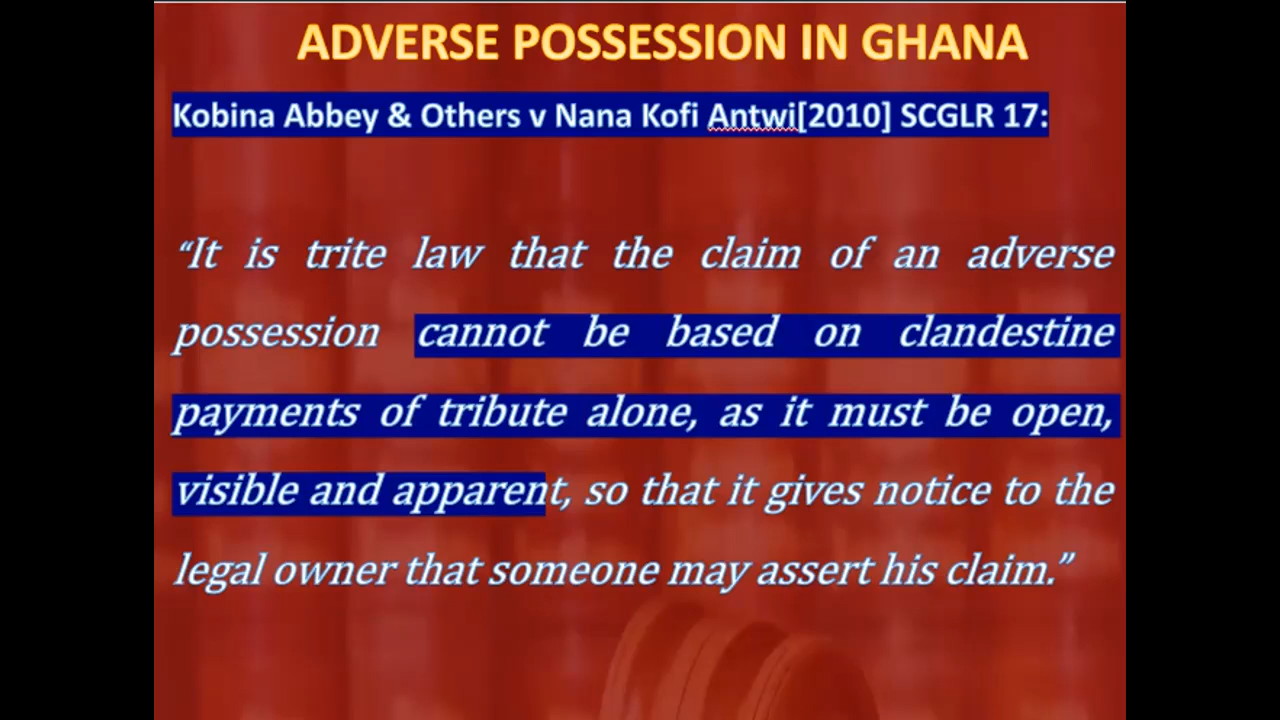 ADVERSE POSSESSION IN GHANA
Kobina Abbey & Others v Nana Kofi Antwi[2010] SCGLR 17:
“It is trite law that the claim of an adverse
possession cannot be based on clandestine
payments of tribute alone, as it must be open,
visible and apparent, so that it gives notice to the
legal owner that someone may assert his claim.”